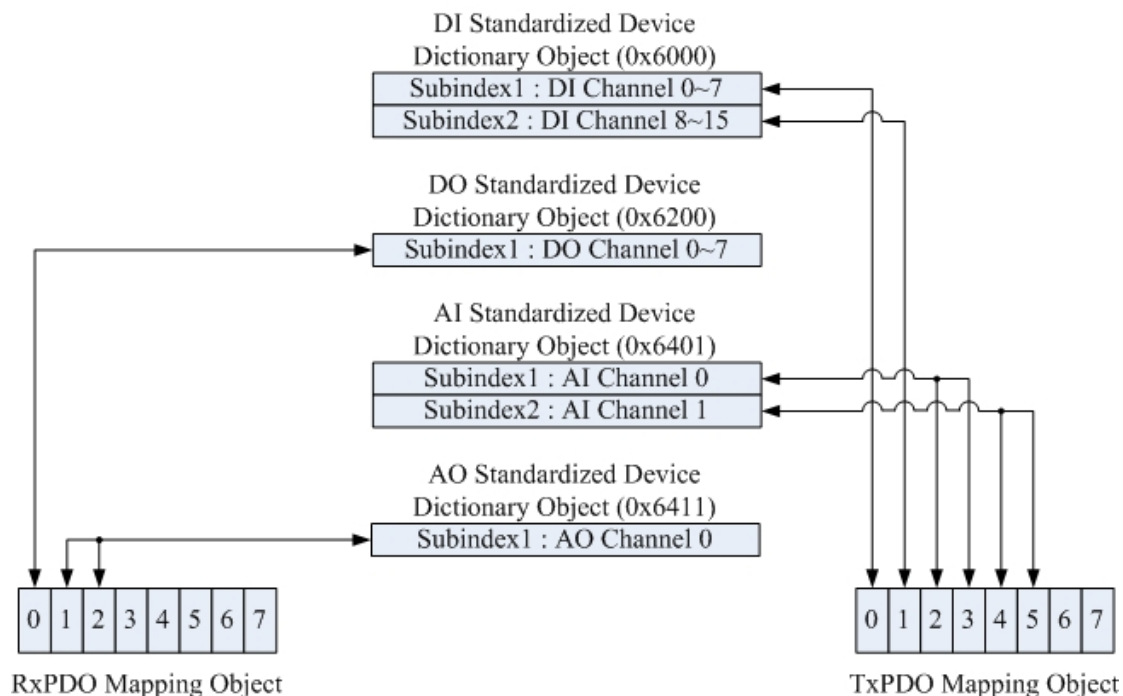 DI Standardized Device
Dictionary Object (0x6000)
Subindex1 : DI Channel 0~7
Subindex2 : DI Channel 8~15
DO Standardized Device
Dictionary Object (0x6200)
Subindex1 : DO Channel 0~7
AI Standardized Device
Dictionary Object (0x6401)
Subindex1 : AI Channel 0
Subindex2 : AI Channel 1
AO Standardized Device
Dictionary Object (0x6411)
Subindex1 : AO Channel 0
0 1 2 3 4 5 6 7
RxPDO Mapping Object
0 1 2 3 4 5 6 7
TxPDO Mapping Object